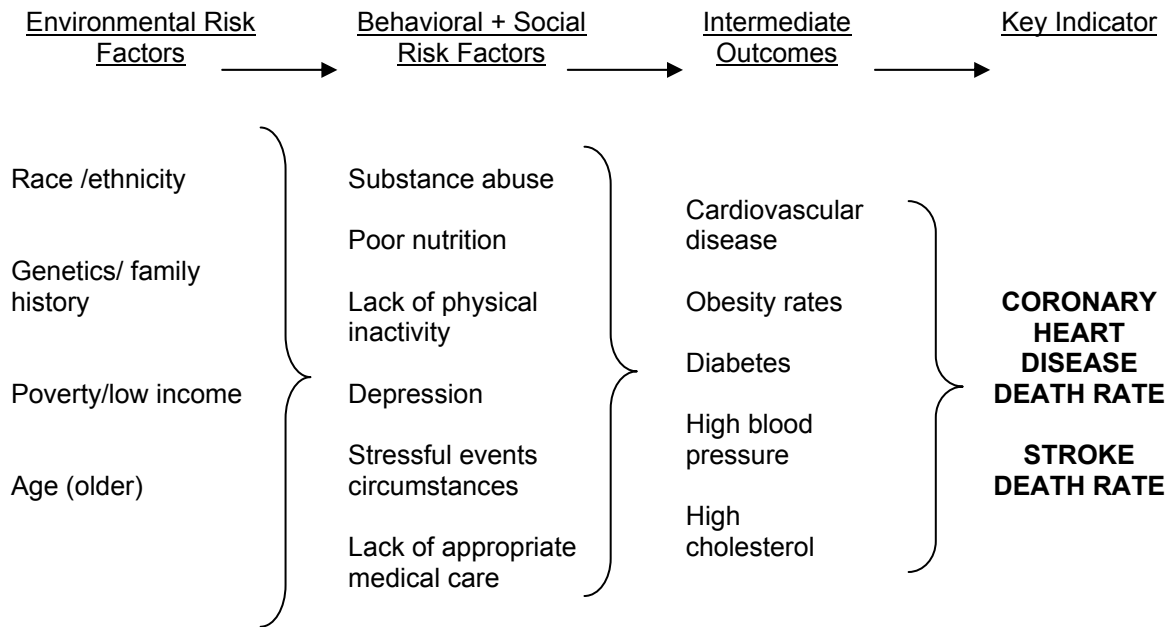 Environmental Risk
Factors
Behavioral + Social
Risk Factors
Intermediate
Outcomes
Key Indicator
Race /ethnicity
Genetics/ family
history
Poverty/low income
Age (older)
Substance abuse
Poor nutrition
Lack of physical
inactivity
Depression
Stressful events
circumstances
Lack of appropriate
medical care
Cardiovascular
disease
Obesity rates
Diabetes
High blood
pressure
High
cholesterol
CORONARY
HEART
DISEASE
DEATH RATE
STROKE
DEATH RATE